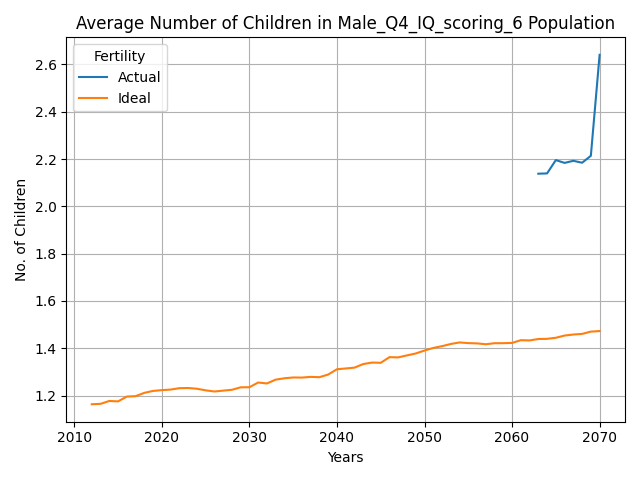 Average Number of Children in Male_Q4_IQ_scoring_6 Population
Fertility
Actual
Ideal
No. of Children
2.6
2.4
2.2
2.0
1.8
1.6
1.4
1.2
2010 2020 2030 2040 2050 2060 2070
Years